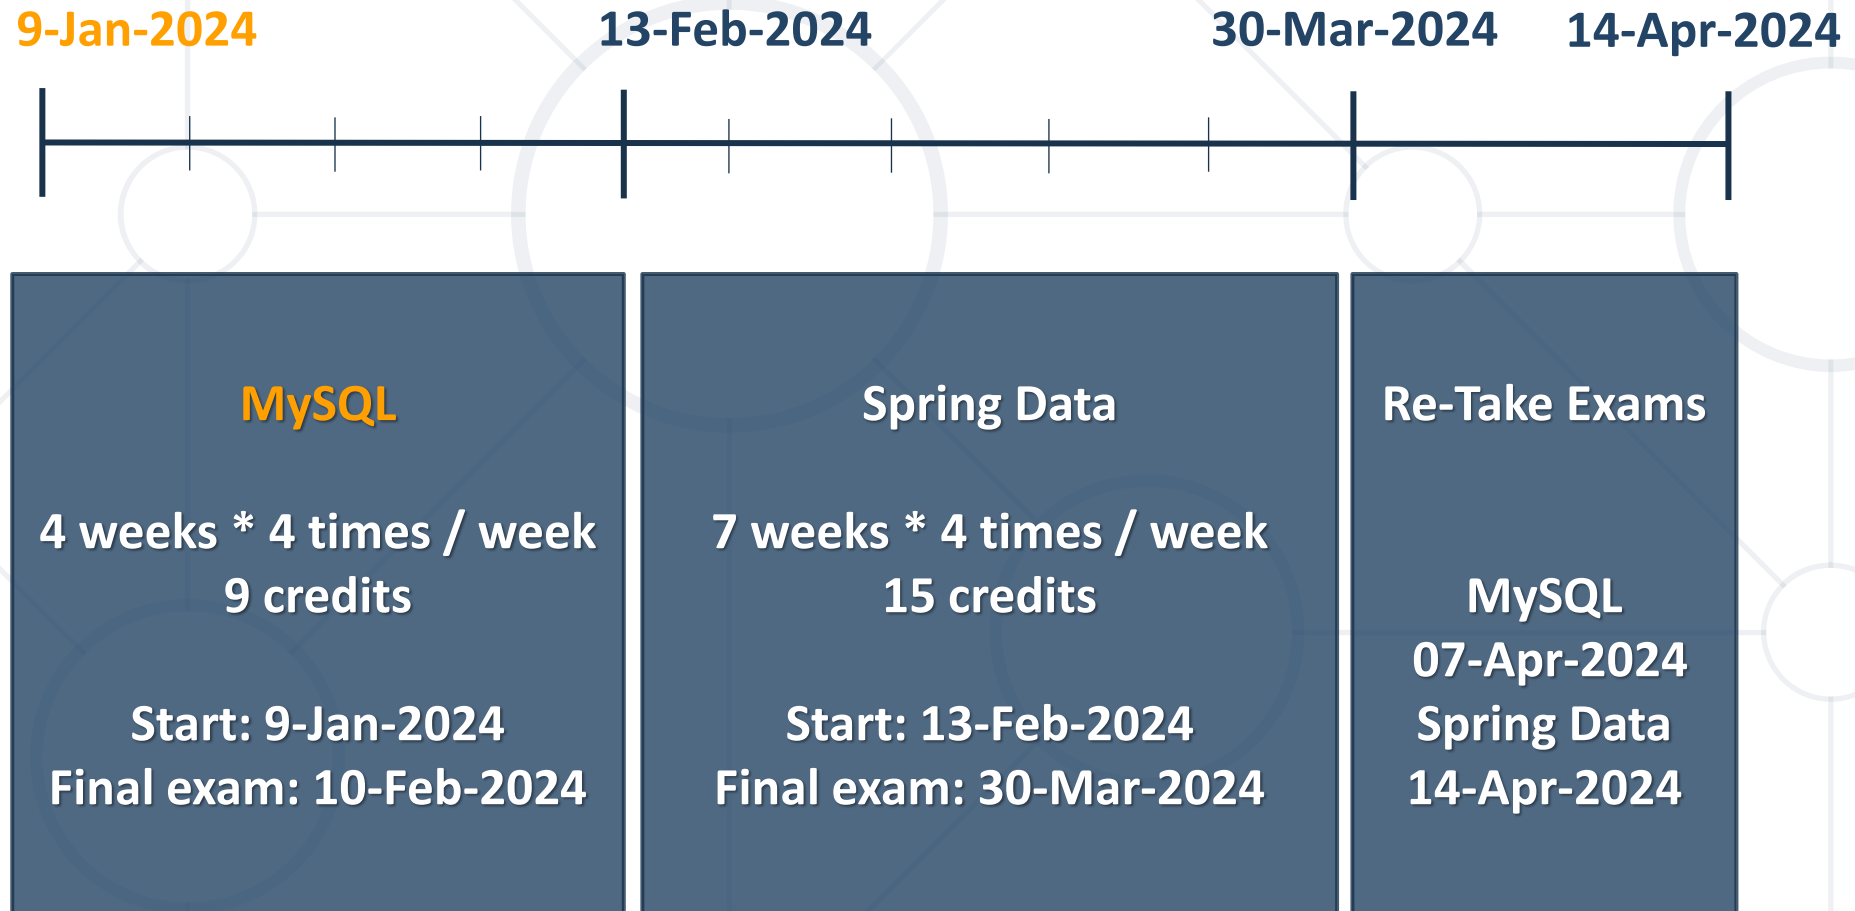 9-Jan-2024
13-Feb-2024
30-Mar-2024
14-Apr-2024
MySQL
4 weeks * 4 times / week
9 credits
Start: 9-Jan-2024
Final exam: 10-Feb-2024
Spring Data
7 weeks * 4 times / week
15 credits
Start: 13-Feb-2024
Final exam: 30-Mar-2024
Re-Take Exams
MySQL
07-Apr-2024
Spring Data
14-Apr-2024